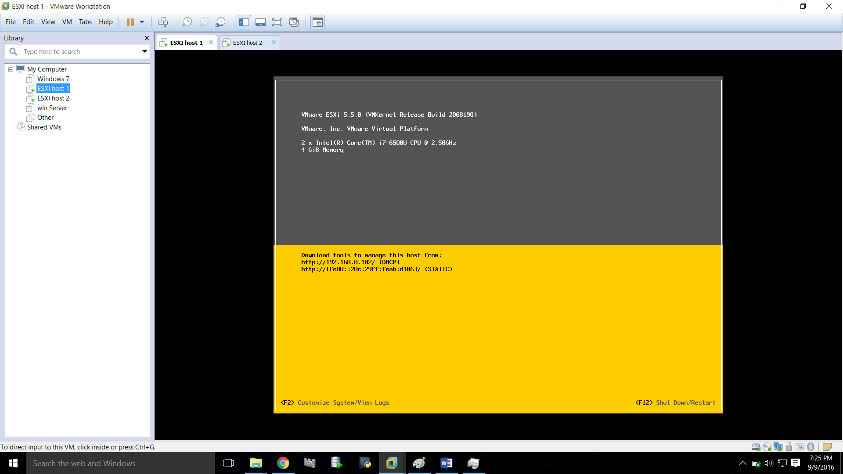 ESXI host 1 - VMware Workstation
File Edit View VM Tabs Help
Library
Type here to search
My Computer
Windows 7
ESXI host 1
ESXI host 2
win Server
Other
Shared VMs
ESXI host 1
ESXI host 2
VMware ESXi 5.5.0 (VMKernel Release Build 2068190)
VMware, Inc. VMware Virtual Platform
2 x Intel(R) Core(TM) i7-6500U CPU @ 2.50GHz
4 GiB Memory
Download tools to manage this host from:
(DHCP)
(STATIC)
<F2> Customize System/View Logs
<F12> Shut Down/Restart
To direct input to this VM, click inside or press Ctrl+G.
Search the web and Windows
7:25 PM
9/9/2016